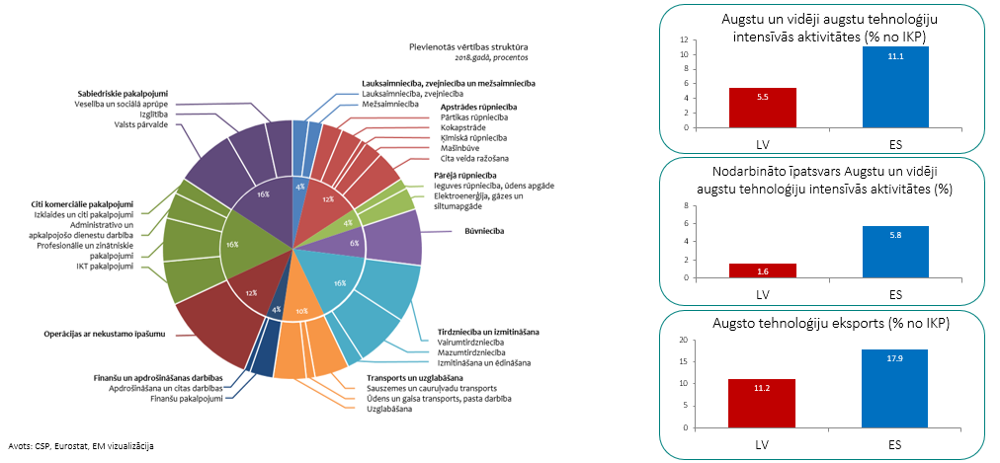 Pievienotās vērtības struktūra
2018.gadā, procentos
Sabiedriskie pakalpojumi
Veselība un sociālā aprūpe
Izglītība
Valsts pārvalde
Lauksaimniecība, zvejniecība un mežsaimniecība
Lauksaimniecība, zvejniecība
Mežsaimniecība
Apstrādes rūpniecība
Pārtikas rūpniecība
Kokapstrāde
Ķīmiskā rūpniecība
Mašīnbūve
Cita veida ražošana
Pārējā rūpniecība
Ieguves rūpniecība, ūdens apgāde
Elektroenerģija, gāzes un
siltumapgāde
Būvniecība
Citi komerciālie pakalpojumi
Izklaides un citi pakalpojumi
Administratīvo un
apkalpojošo dienestu darbība
Profesionālie un zinātniskie
pakalpojumi
IKT pakalpojumi
Operācijas ar nekustamo īpašumu
Tirdzniecība un izmitināšana
Vairumtirdzniecība
Mazumtirdzniecība
Izmitināšana un ēdināšana
Finanšu un apdrošināšanas darbības
Apdrošināšana un citas darbības
Finanšu pakalpojumi
Transports un uzglabāšana
Sauszemes un cauruļvadu transports
Ūdens un gaisa transports, pasta darbība
Uzglabāšana
16%
4%
12%
4%
6%
16%
16%
12%
4%
10%
Avots: CSP, Eurostat, EM vizualizācija
Augstu un vidēji augstu tehnoloģiju
intensīvās aktivitātes (% no IKP)
12
10
8
6
4
2
0
5.5
11.1
LV
ES
Nodarbināto īpatsvars Augstu un vidēji
augstu tehnoloģiju intensīvās aktivitātes (%)
8
6
4
2
0
1.6
5.8
LV
ES
Augsto tehnoloģiju eksports (% no IKP)
20
15
10
5
0
11.2
17.9
LV
ES